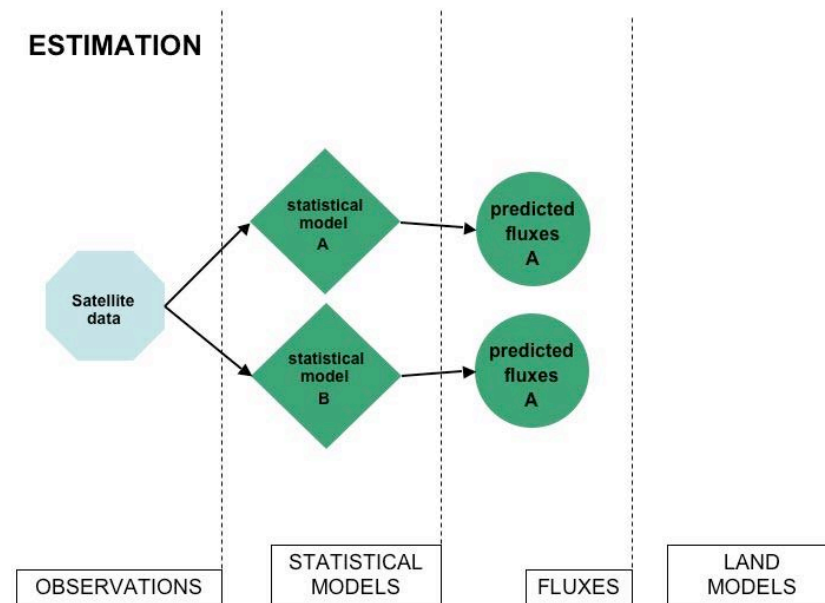 ESTIMATION
statistical
model
A
predicted
fluxes
A
Satellite
data
statistical
model
B
predicted
fluxes
A
OBSERVATIONS
STATISTICAL
MODELS
FLUXES
LAND
MODELS